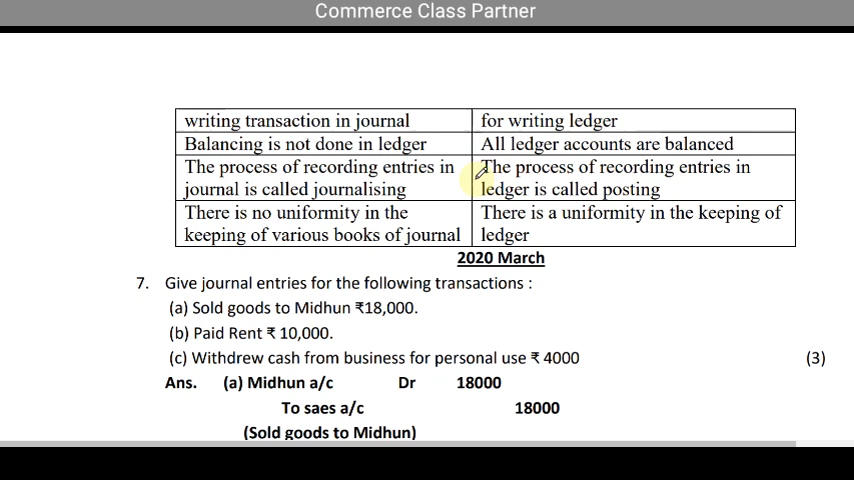 Commerce Class Partner
writing transaction in journal
for writing ledger
Balancing is not done in ledger
All ledger accounts are balanced
The process of recording entries in
journal is called journalising
The process of recording entries in
ledger is called posting
There is no uniformity in the
keeping of various books of journal
There is a uniformity in the keeping of
ledger
2020 March
7. Give journal entries for the following transactions :
(a) Sold goods to Midhun ₹18,000.
(b) Paid Rent ₹ 10,000.
(c) Withdrew cash from business for personal use ₹ 4000 (3)
Ans. (a) Midhun a/c Dr 18000
To saes a/c 18000
(Sold goods to Midhun)